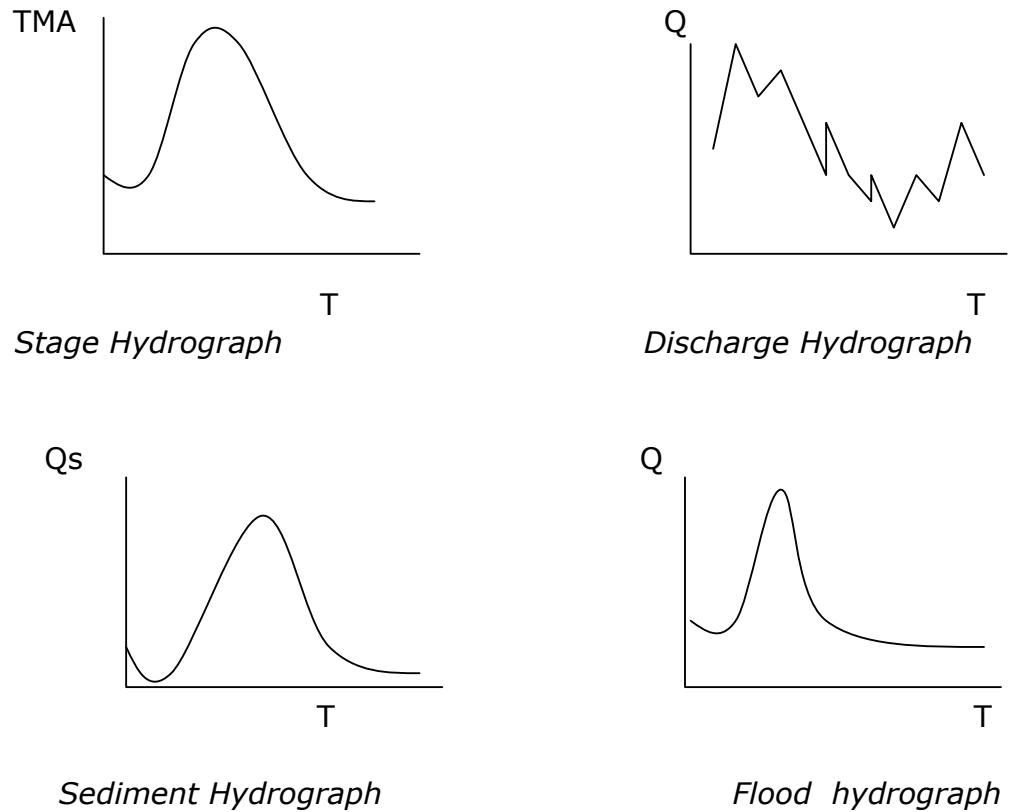 TMA
Q
T
T
Stage Hydrograph
Discharge Hydrograph
Qs
Q
T
T
Sediment Hydrograph
Flood hydrograph